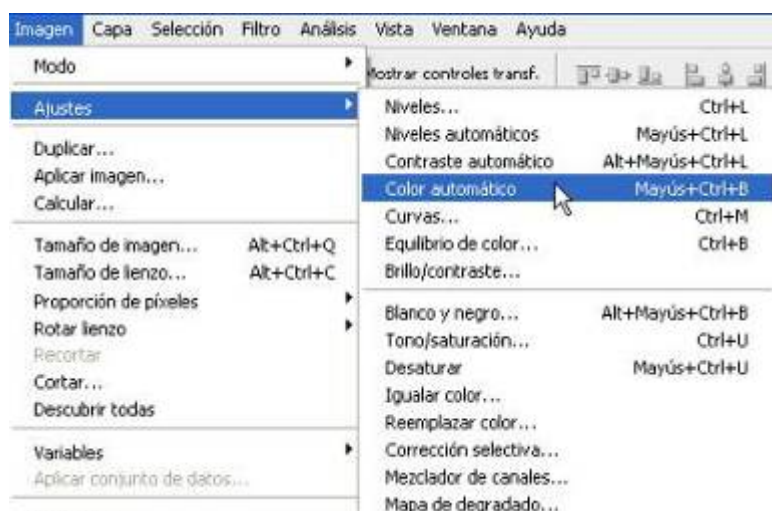 Imagen Capa Selección Filtro Análisis Vista Ventana Ayuda
Modo
Mostrar controles transf.
Ajustes
Duplicar...
Aplicar imagen...
Calcular...
Tamaño de imagen... Alt+Ctrl+Q
Tamaño de lienzo... Alt+Ctrl+C
Proporción de píxeles
Rotar lienzo
Recortar
Cortar...
Descubrir todas
Variables
Aplicar conjunto de datos...
Niveles... Ctrl+L
Niveles automáticos Mayús+Ctrl+L
Contraste automático Alt+Mayús+Ctrl+L
Color automático Mayús+Ctrl+B
Curvas... Ctrl+M
Equilibrio de color... Ctrl+B
Brillo/contraste...
Blanco y negro... Alt+Mayús+Ctrl+B
Tono/saturación... Ctrl+U
Desaturar Mayús+Ctrl+U
Igualar color...
Reemplazar color...
Corrección selectiva...
Mezclador de canales...
Mapa de degradado...